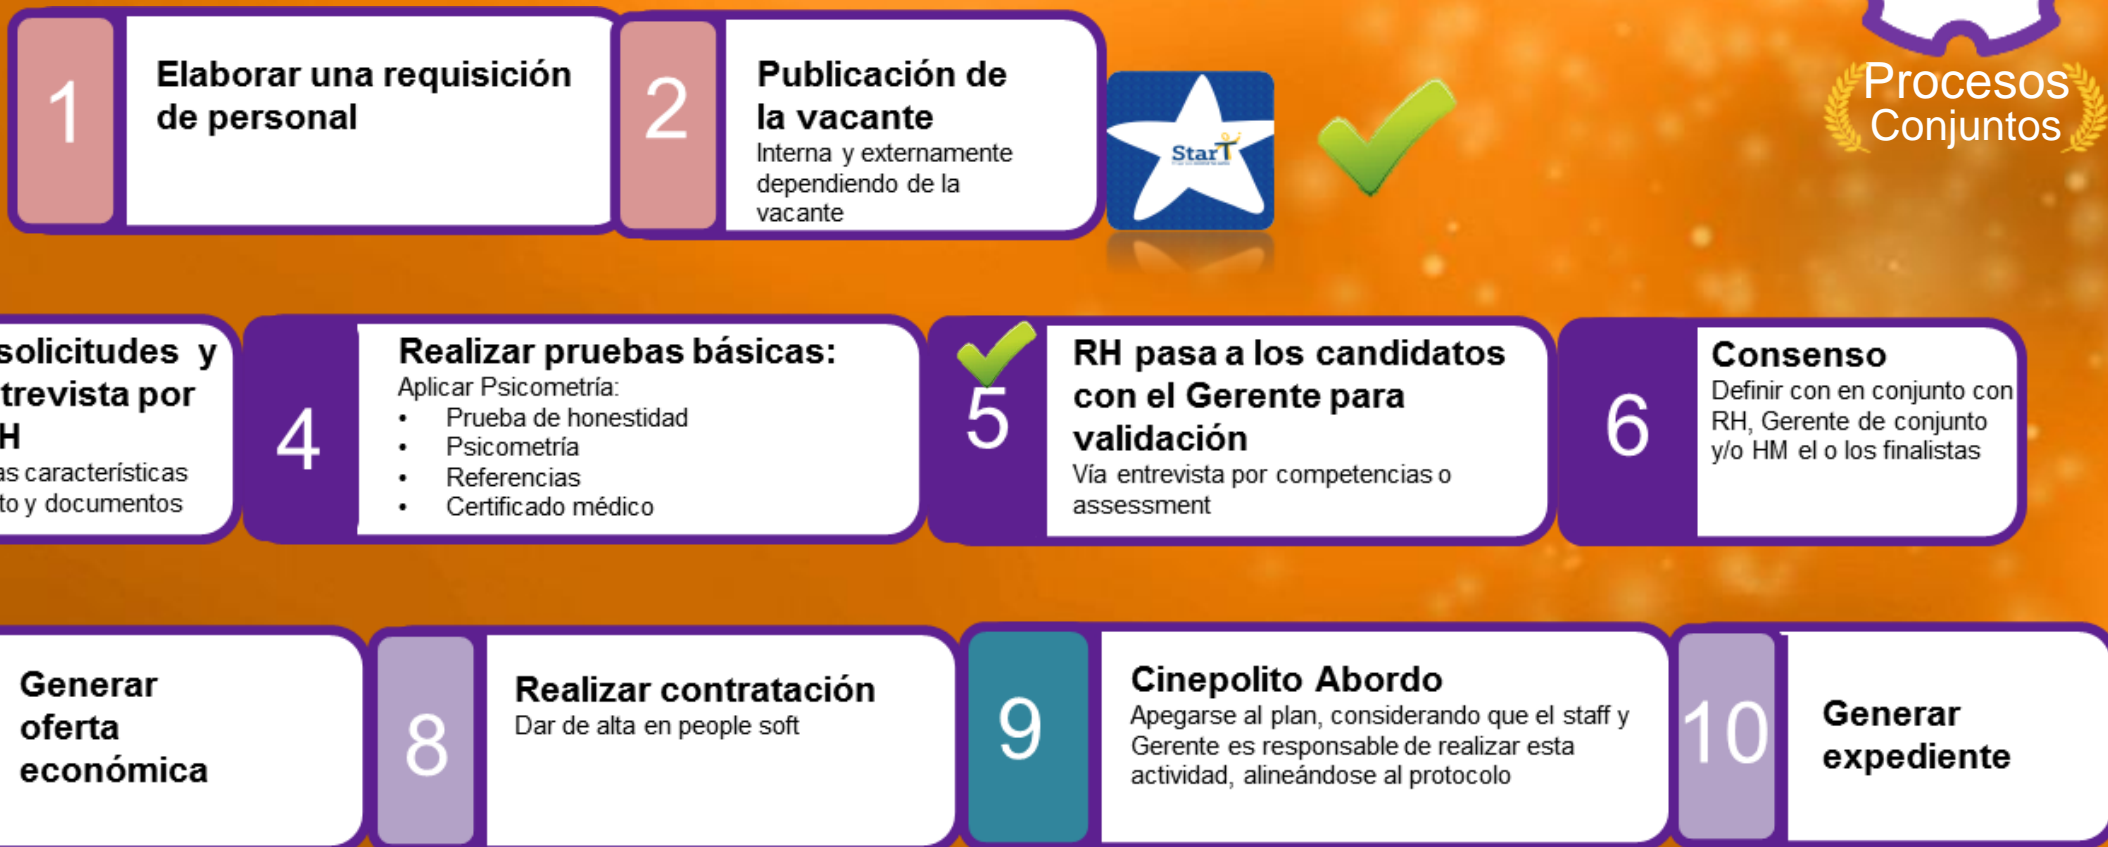 1
Elaborar una requisición
de personal
2
Publicación de
la vacante
Interna y externamente
dependiendo de la
vacante
StarT
Procesos
Conjuntos
solicitudes y
por
características
y documentos
4
Realizar pruebas básicas:
Aplicar Psicometría:
• Prueba de honestidad
• Psicometría
• Referencias
• Certificado médico
5
RH pasa a los candidatos
con el Gerente para
validación
Vía entrevista por competencias o
assessment
6
Consenso
Definir con en conjunto con
RH, Gerente de conjunto
y/o HM el o los finalistas
Generar
oferta
económica
8
Realizar contratación
Dar de alta en people soft
9
Cinepolito Abordo
Apegarse al plan, considerando que el staff y
Gerente es responsable de realizar esta
actividad, alineándose al protocolo
10
Generar
expediente